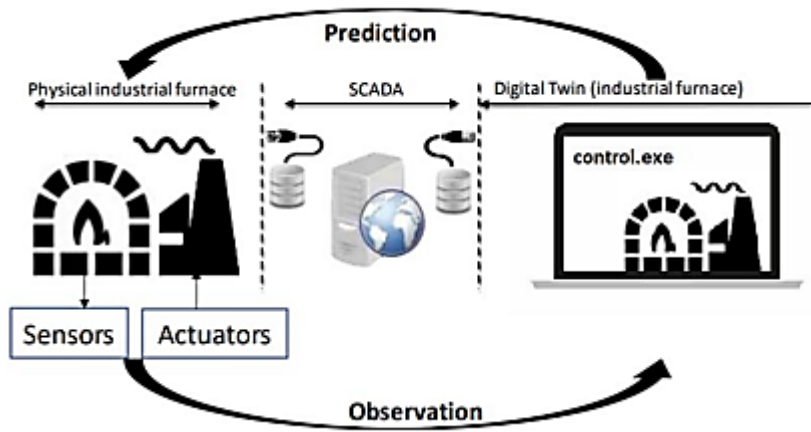 Prediction
Physical industrial furnace
SCADA
Digital Twin (industrial furnace)
control.exe
Sensors
Actuators
Observation